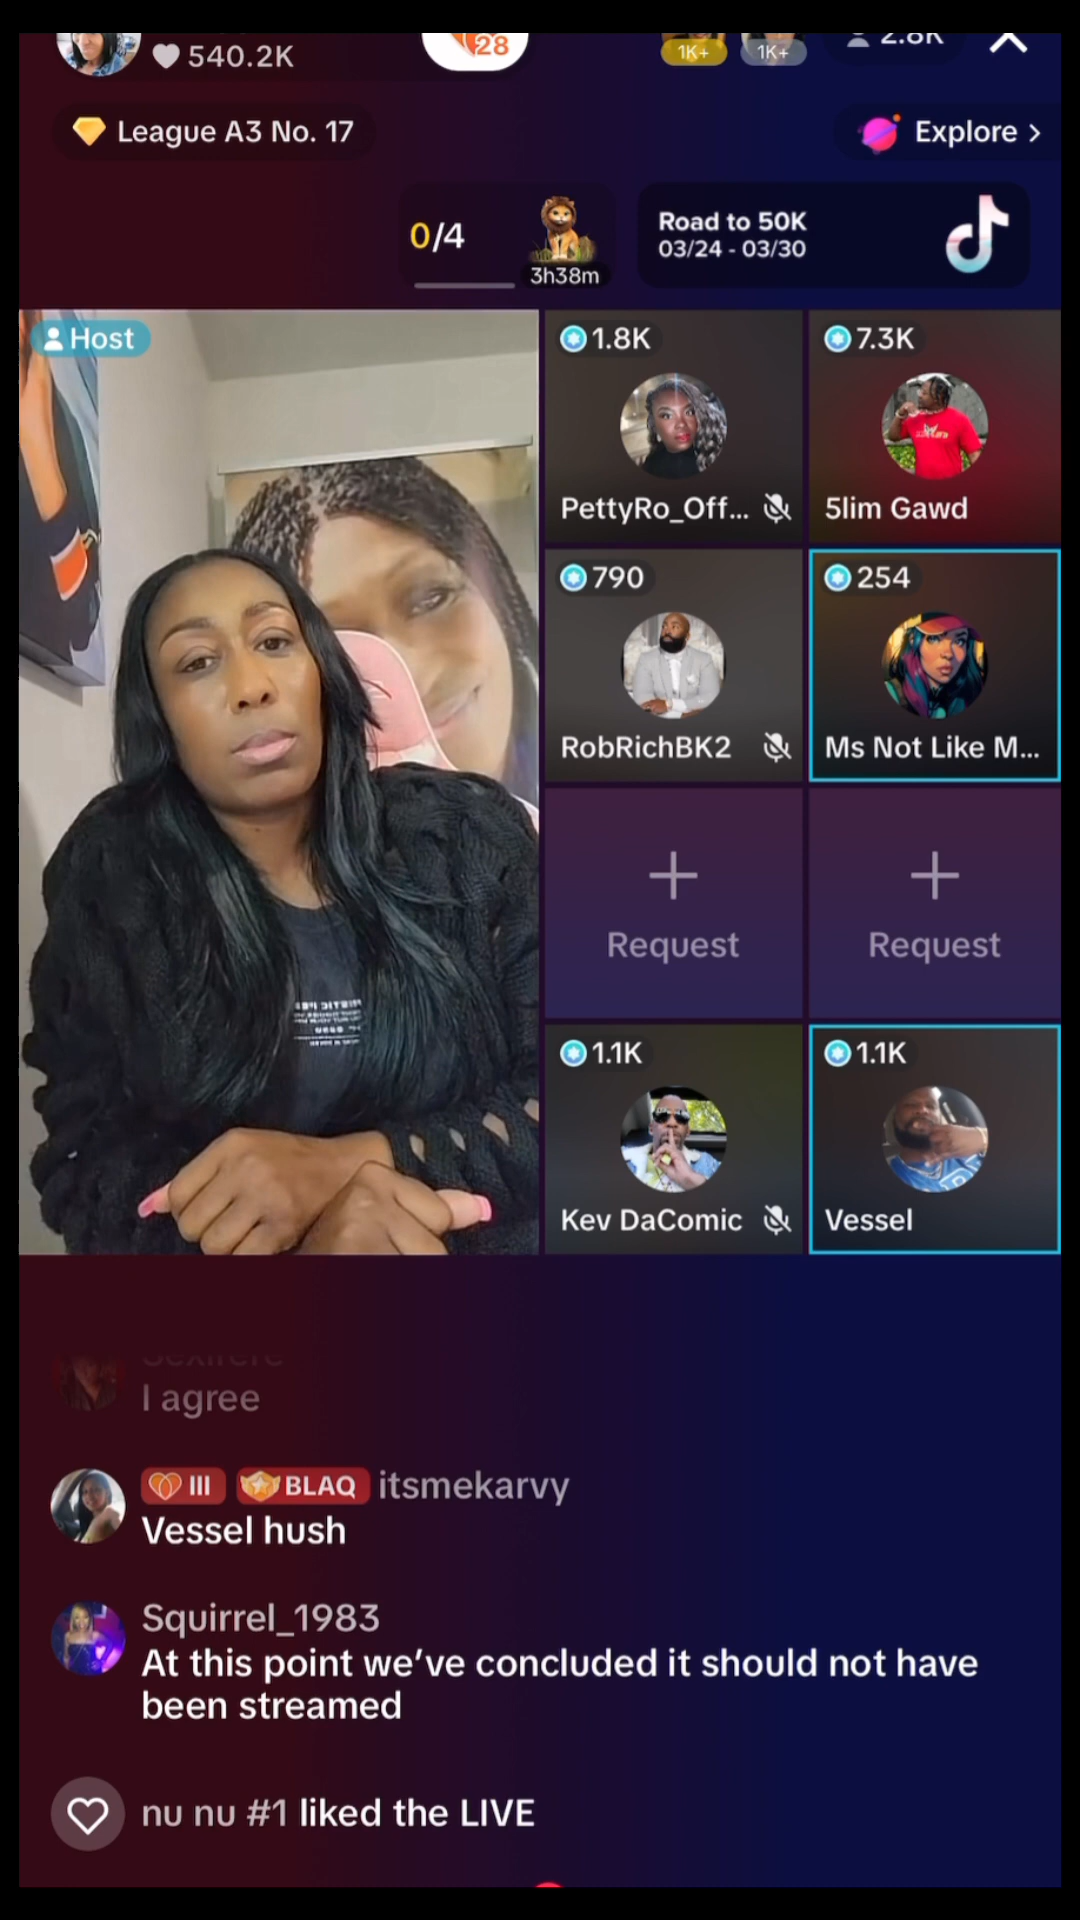 540.2K
28
1K+
1K+
2.8K
League A3 No. 17
Explore >
0/4
3h38m
Road to 50K
03/24 - 03/30
Host
1.8K
PettyRo_Off...
7.3K
5lim Gawd
790
RobRichBK2
254
Ms Not Like M...
Request
Request
1.1K
Kev DaComic
1.1K
Vessel
I agree
III BLAQ itsmekarvy
Vessel hush
Squirrel_1983
At this point we’ve concluded it should not have
been streamed
nu nu #1 liked the LIVE